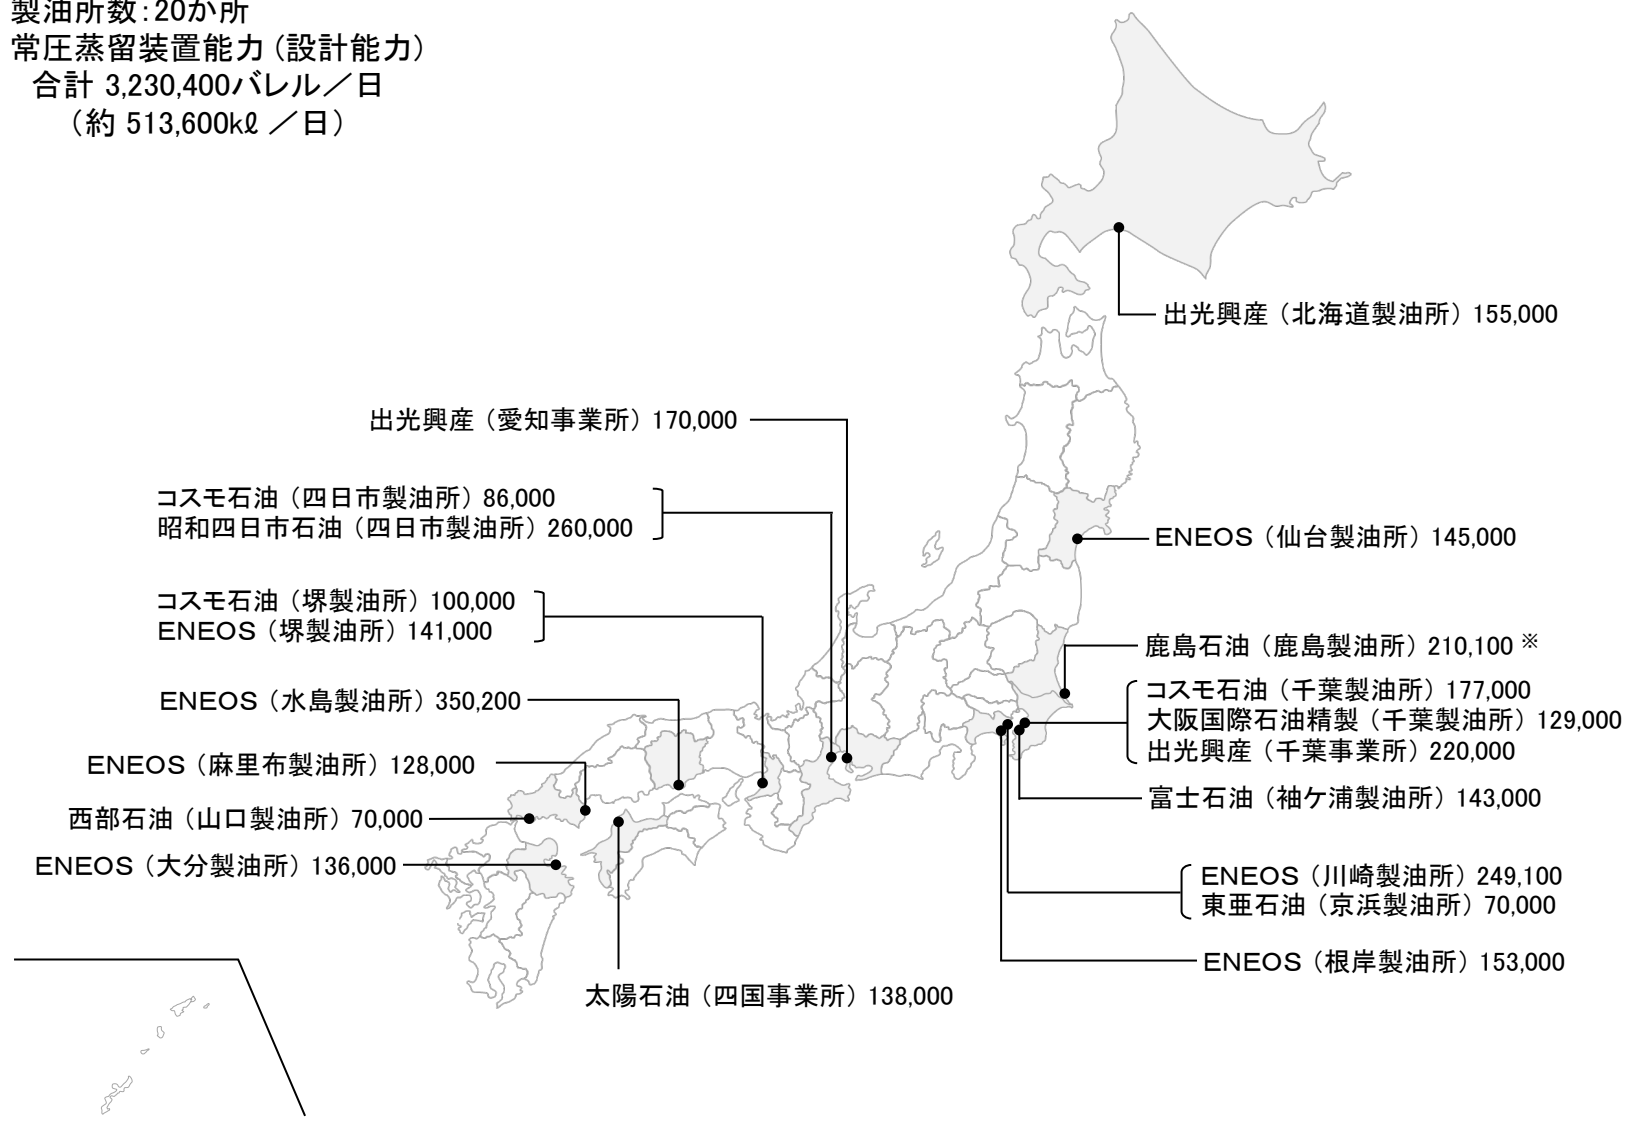 製油所数：20か所
常圧蒸留装置能力（設計能力）
合計 3,230,400バレル／日
（約 513,600kℓ ／日）
出光興産（北海道製油所）155,000
出光興産（愛知事業所）170,000
コスモ石油（四日市製油所）86,000
昭和四日市石油（四日市製油所）260,000
ENEOS（仙台製油所）145,000
コスモ石油（堺製油所）100,000
ENEOS（堺製油所）141,000
鹿島石油（鹿島製油所）210,100 ※
ENEOS（水島製油所）350,200
コスモ石油（千葉製油所）177,000
大阪国際石油精製（千葉製油所）129,000
出光興産（千葉事業所）220,000
ENEOS（麻里布製油所）128,000
富士石油（袖ケ浦製油所）143,000
西部石油（山口製油所）70,000
ENEOS（大分製油所）136,000
ENEOS（川崎製油所）249,100
東亜石油（京浜製油所）70,000
ENEOS（根岸製油所）153,000
太陽石油（四国事業所）138,000